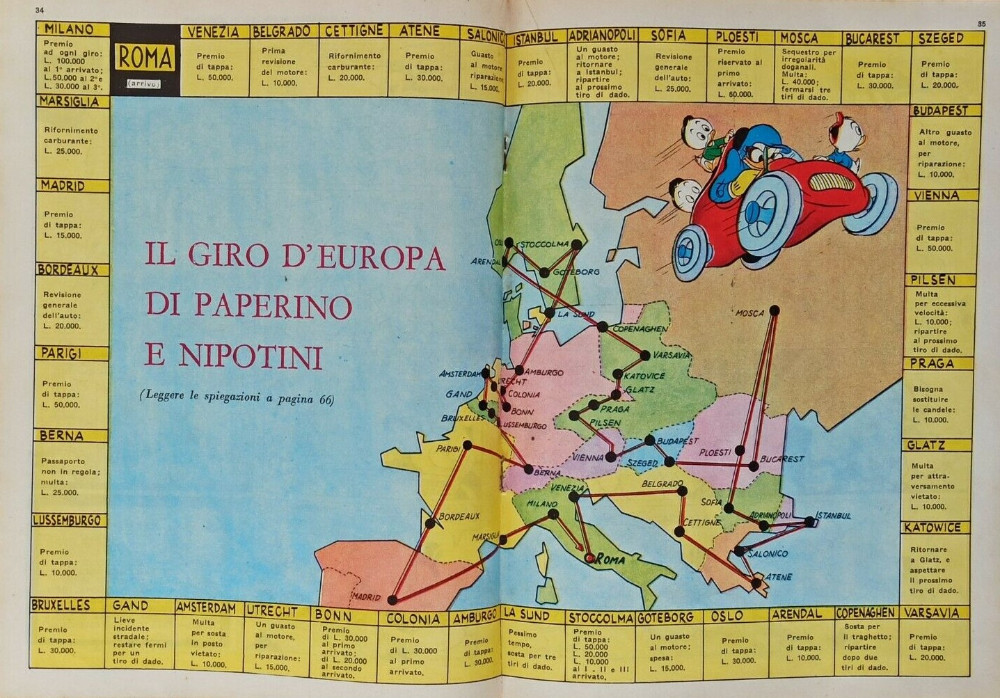 34
35
MILANO
Premio
ad ogni giro:
L. 100.000
al 1° arrivato;
L. 50.000 al 2° e
L. 30.000 al 3°.
ROMA
(arrivo)
VENEZIA
Premio
di tappa:
L. 50.000.
BELGRADO
Prima
revisione
del motore:
L. 10.000.
CETTIGNE
Rifornimento
carburante:
L. 20.000.
ATENE
Premio
di tappa:
L. 30.000.
SALONIC
Guasto
al motore
riparazione
L. 15.000.
ISTANBUL
Premio
di tappa:
L. 20.000.
ADRIANOPOLI
Un guasto
al motore;
ritornare
a Istanbul;
ripartire
al prossimo
tiro di dado.
SOFIA
Revisione
generale
dell'auto:
L. 25.000.
PLOESTI
Premio
riservato al
primo
arrivato:
L. 60.000.
MOSCA
Sequestro per
irregolarità
doganali.
Multa:
L. 40.000;
fermarsi tre
tiri di dado.
BUCAREST
Premio
di tappa:
L. 30.000.
SZEGED
Premio
di tappa:
L. 20.000.
MARSIGLIA
Rifornimento
carburante:
L. 25.000.
MADRID
Premio
di tappa:
L. 15.000.
BORDEAUX
Revisione
generale
dell'auto:
L. 20.000.
PARIGI
Premio
di tappa:
L. 50.000.
BERNA
Passaporto
non in regola;
multa:
L. 25.000.
LUSSEMBURGO
Premio
di tappa:
L. 10.000.
IL GIRO D'EUROPA
DI PAPERINO
E NIPOTINI
(Leggere le spiegazioni a pagina 66)
STOCCOLMA
ARENDAL
GOTEBORG
LA SUND
COPENAGHEN
MOSCA
VARSAVIA
AMSTERDAM
AMBURGO
KATOVICE
GLATZ
GAND
COLONIA
PRAGA
BONN
BRUXELLES
LUSSEMBURGO
PILSEN
PARIGI
BERNA
VIENNA
BUDAPEST
SZEGED
PLOESTI
BUCAREST
VENEZIA
BELGRADO
MILANO
SOFIA
BORDEAUX
MARSIGLI
CETTIGNE
ADRIANOPOLI
ISTANBUL
ROMA
SALONICO
ATENE
MADRID
BUDAPEST
Altro guasto
al motore,
per
riparazione:
L. 10.000.
VIENNA
Premio
di tappa:
L. 50.000.
PILSEN
Multa
per eccessiva
velocità:
L. 10.000;
ripartire
al prossimo
tiro di dado.
PRAGA
Bisogna
sostituire
le candele:
L. 10.000.
GLATZ
Multa
per attra-
versamento
vietato:
L. 10.000.
KATOWICE
Ritornare
a Glatz, e
aspettare
il prossimo
tiro di dado.
BRUXELLES
Premio
di tappa:
L. 30.000.
GAND
Lieve
incidente
stradale;
restare fermi
per un
tiro di dado.
AMSTERDAM
Multa
per sosta
in posto
vietato:
L. 10.000.
UTRECHT
Un guasto
al motore,
per
riparazione:
L. 15.000.
BONN
Premio
di L. 30.000
al primo
arrivato;
di L. 20.000
al secondo
arrivato.
COLONIA
Premio
di L. 30.000
al primo
arrivato.
AMBURGO
Premio
di tappa:
L. 30.000.
LA SUND
Pessimo
tempo,
sosta per tre
tiri di dado.
STOCCOLMA
Premio
di tappa:
L. 50.000
L. 20.000
L. 10.000
al I . II e III
arrivato.
GOTEBORG
Un guasto
al motore;
spesa:
L. 15.000.
OSLO
Premio
di tappa:
L. 30.000.
ARENDAL
Premio
di tappa:
L. 10.000.
COPENAGHEN
Sosta per
il traghetto;
ripartire
dopo due
tiri di dado.
VARSAVIA
Premio
di tappa:
L. 20.000.